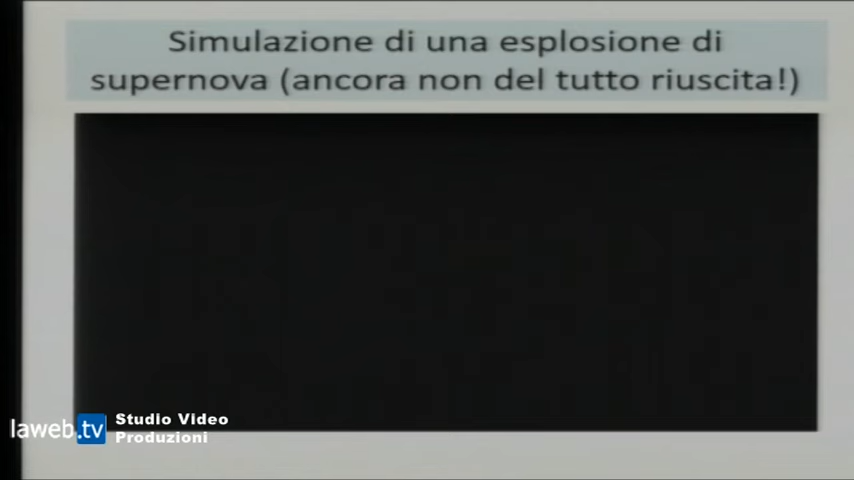 Simulazione di una esplosione di
supernova (ancora non del tutto riuscita!)
laweb.tv
Studio Video
Produzioni